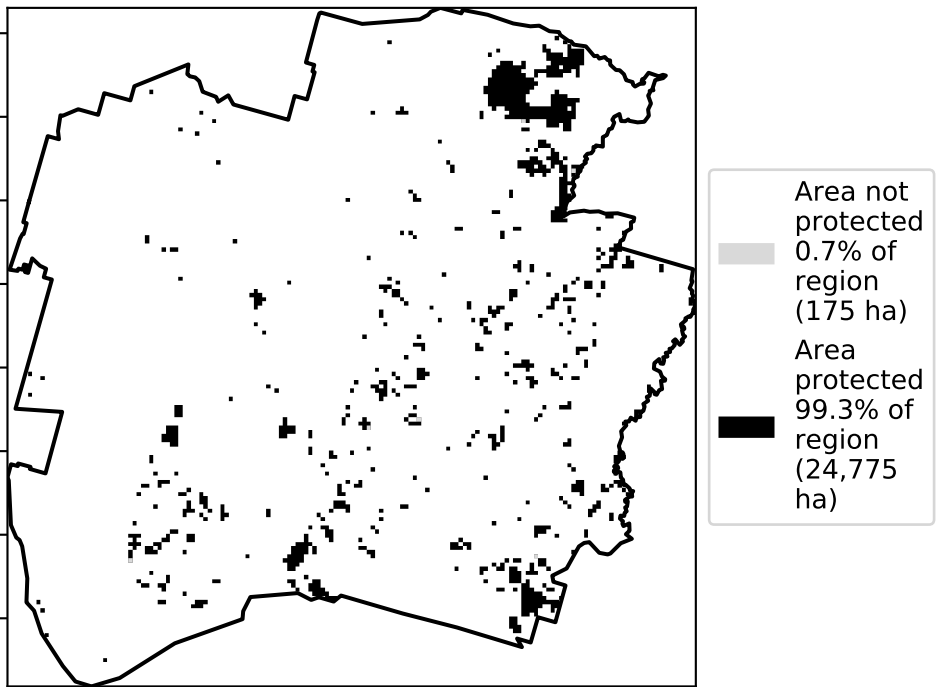 Area not
protected
0.7% of
region
(175 ha)
Area
protected
99.3% of
region
(24,775
ha)